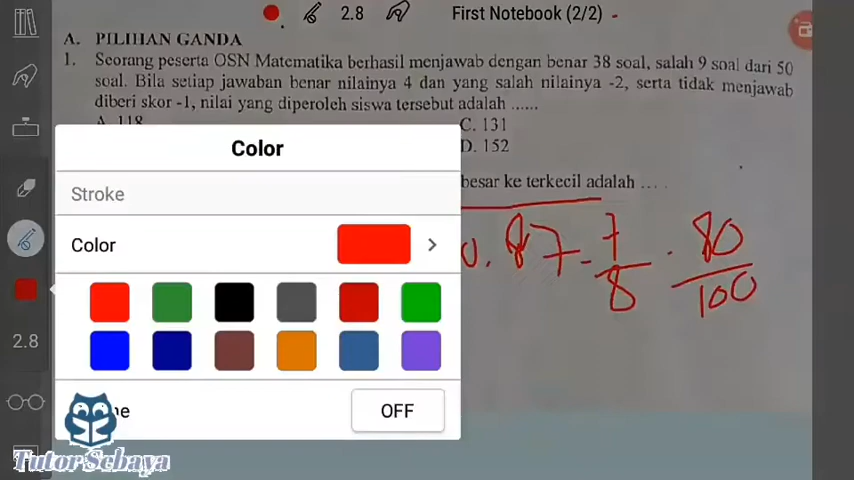 2.8 First Notebook (2/2)
A. PILIHAN GANDA
1. Seorang peserta OSN Matematika berhasil menjawab dengan benar 38 soal, salah 9 soal dari 50
soal. Bila setiap jawaban benar nilainya 4 dan yang salah nilainya -2, serta tidak menjawab
diberi skor -1, nilai yang diperoleh siswa tersebut adalah ......
A. 118
C. 131
D. 152
besar ke terkecil adalah ....
0.87 - 7/8 . 80/100
Color
Stroke
Color
OFF
2.8
TutorSebaya